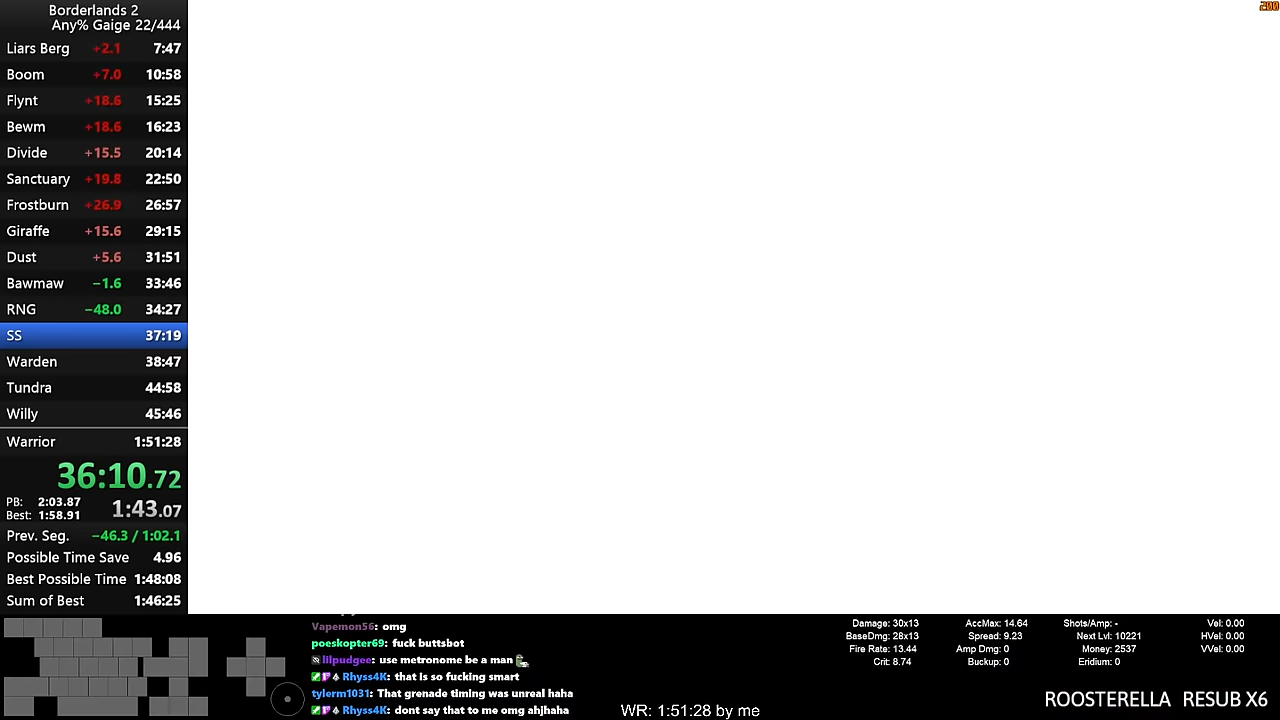 Borderlands 2
Any% Gaige 22/444
Liars Berg +2.1 7:47
Boom +7.0 10:58
Flynt +18.6 15:25
Bewm +18.6 16:23
Divide +15.5 20:14
Sanctuary +19.8 22:50
Frostburn +26.9 26:57
Giraffe +15.6 29:15
Dust +5.6 31:51
Bawmaw −1.6 33:46
RNG −48.0 34:27
SS 37:19
Warden 38:47
Tundra 44:58
Willy 45:46
Warrior 1:51:28
36:10.72
PB: 2:03.87
Best: 1:58.91
1:43.07
Prev. Seg. −46.3 / 1:02.1
Possible Time Save 4.96
Best Possible Time 1:48:08
Sum of Best 1:46:25
200
Vapemon56: omg
poeskopter69: fuck buttsbot
lilpudgee: use metronome be a man
Rhyss4K: that is so fucking smart
tylerm1031: That grenade timing was unreal haha
Rhyss4K: dont say that to me omg ahjhaha
WR: 1:51:28 by me
Damage: 30x13 AccMax: 14.64 Shots/Amp: - Vel: 0.00
BaseDmg: 28x13 Spread: 9.23 Next Lvl: 10221 HVel: 0.00
Fire Rate: 13.44 Amp Dmg: 0 Money: 2537 VVel: 0.00
Crit: 8.74 Buckup: 0 Eridium: 0
ROOSTERELLA RESUB X6